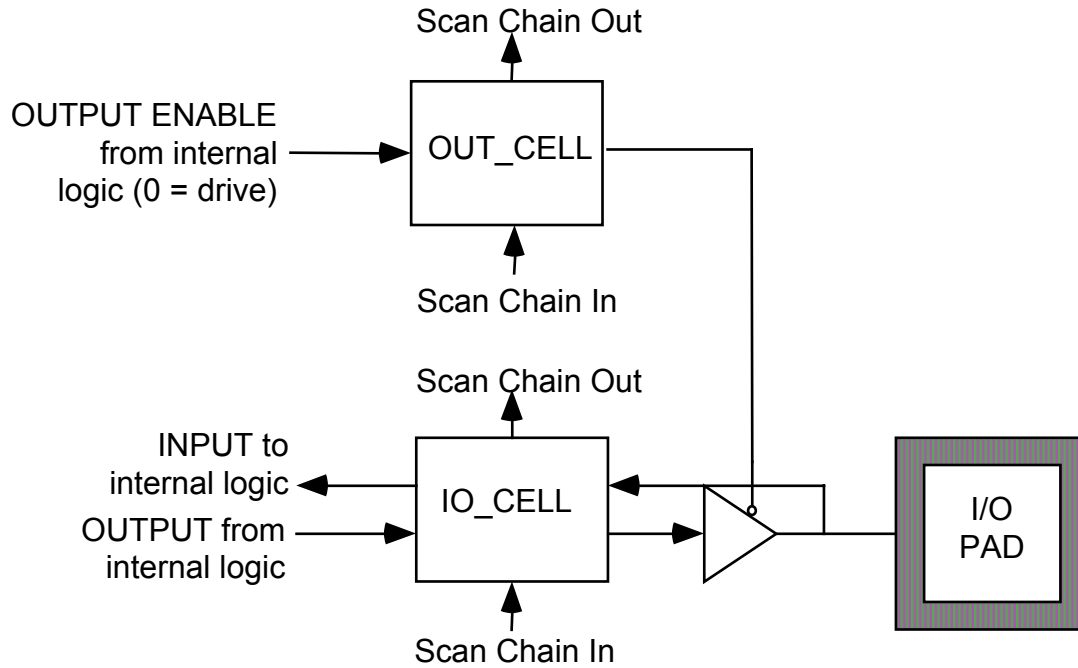 Scan Chain Out
OUTPUT ENABLE
from internal
logic (0 = drive)
OUT_CELL
Scan Chain In
Scan Chain Out
INPUT to
internal logic
OUTPUT from
internal logic
IO_CELL
I/O
PAD
Scan Chain In